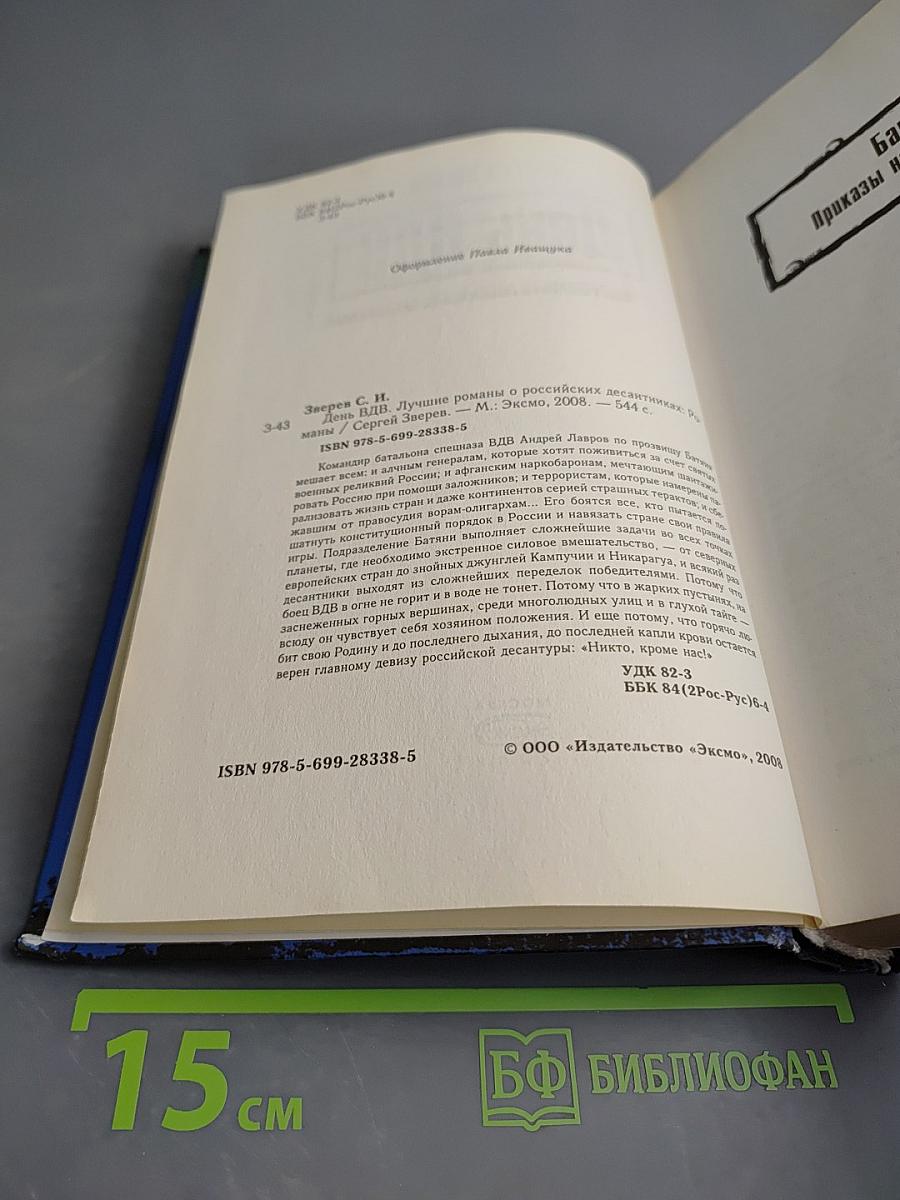 УДК 82-3
ББК 84(2Рос-Рус)6-4
З-43
Оформление Павла Иващука
Зверев С. И.
З-43 День ВДВ. Лучшие романы о российских десантниках: Ро-
маны / Сергей Зверев. — М.: Эксмо, 2008. — 544 с.
ISBN 978-5-699-28338-5
Командир батальона спецназа ВДВ Андрей Лавров по прозвищу Батяня
мешает всем: и алчным генералам, которые хотят поживиться за счет святых
военных реликвий России; и афганским наркобаронам, мечтающим шантажи-
ровать Россию при помощи заложников; и террористам, которые намерены па-
рализовать жизнь стран и даже континентов серией страшных терактов; и сбе-
жавшим от правосудия ворам-олигархам... Его боятся все, кто пытается по-
шатнуть конституционный порядок в России и навязать стране свои правила
игры. Подразделение Батяни выполняет сложнейшие задачи во всех точках
планеты, где необходимо экстренное силовое вмешательство, — от северных
европейских стран до знойных джунглей Кампучии и Никарагуа, и всякий раз
десантники выходят из сложнейших переделок победителями. Потому что
боец ВДВ в огне не горит и в воде не тонет. Потому что в жарких пустынях, на
заснеженных горных вершинах, среди многолюдных улиц и в глухой тайге —
всюду он чувствует себя хозяином положения. И еще потому, что горячо лю-
бит свою Родину и до последнего дыхания, до последней капли крови остается
верен главному девизу российской десантуры: «Никто, кроме нас!»
УДК 82-3
ББК 84(2Рос-Рус)6-4
ISBN 978-5-699-28338-5
© ООО «Издательство «Эксмо», 2008
Приказы
15 см
БФ БИБЛИОФАН